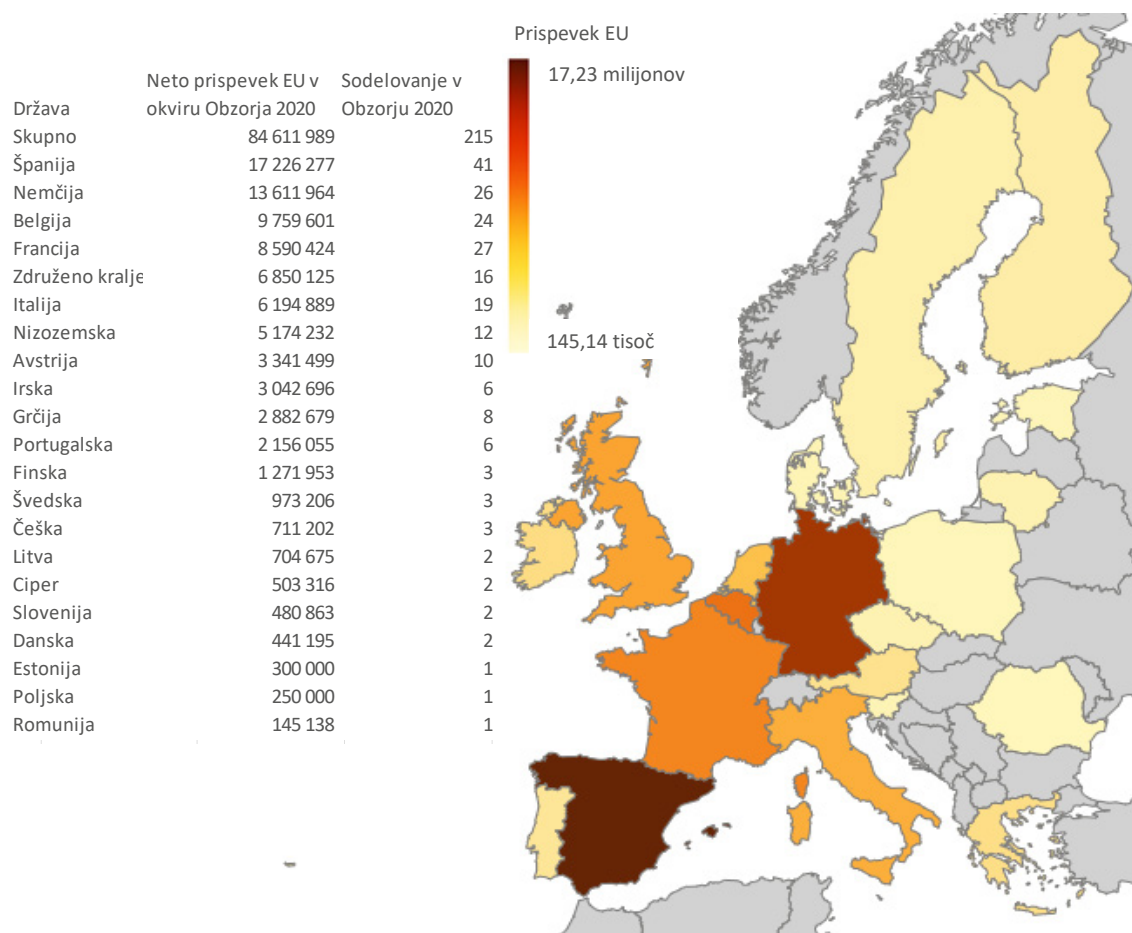 Prispevek EU
17,23 milijonov
145,14 tisoč
Neto prispevek EU v Sodelovanje v
Država okviru Obzorja 2020 Obzorju 2020
Skupno 84 611 989 215
Španija 17 226 277 41
Nemčija 13 611 964 26
Belgija 9 759 601 24
Francija 8 590 424 27
Združeno kralje 6 850 125 16
Italija 6 194 889 19
Nizozemska 5 174 232 12
Avstrija 3 341 499 10
Irska 3 042 696 6
Grčija 2 882 679 8
Portugalska 2 156 055 6
Finska 1 271 953 3
Švedska 973 206 3
Češka 711 202 3
Litva 704 675 2
Ciper 503 316 2
Slovenija 480 863 2
Danska 441 195 2
Estonija 300 000 1
Poljska 250 000 1
Romunija 145 138 1